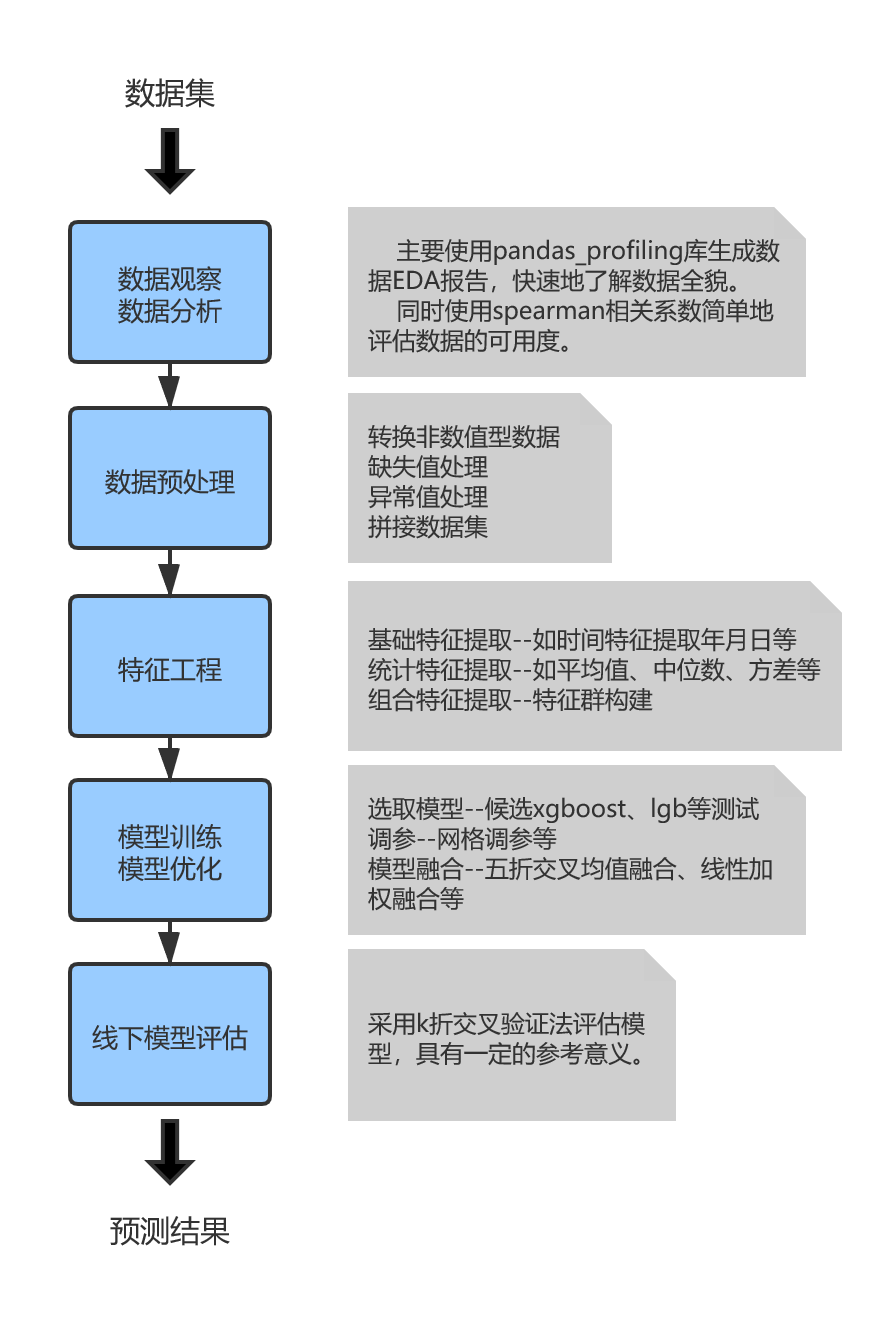 数据集
数据观察
数据分析
主要使用pandas_profiling库生成数
据EDA报告，快速地了解数据全貌。
同时使用spearman相关系数简单地
评估数据的可用度。
数据预处理
转换非数值型数据
缺失值处理
异常值处理
拼接数据集
特征工程
基础特征提取--如时间特征提取年月日等
统计特征提取--如平均值、中位数、方差等
组合特征提取--特征群构建
模型训练
模型优化
选取模型--候选xgboost、lgb等测试
调参--网格调参等
模型融合--五折交叉均值融合、线性加
权融合等
线下模型评估
采用k折交叉验证法评估模
型，具有一定的参考意义。
预测结果